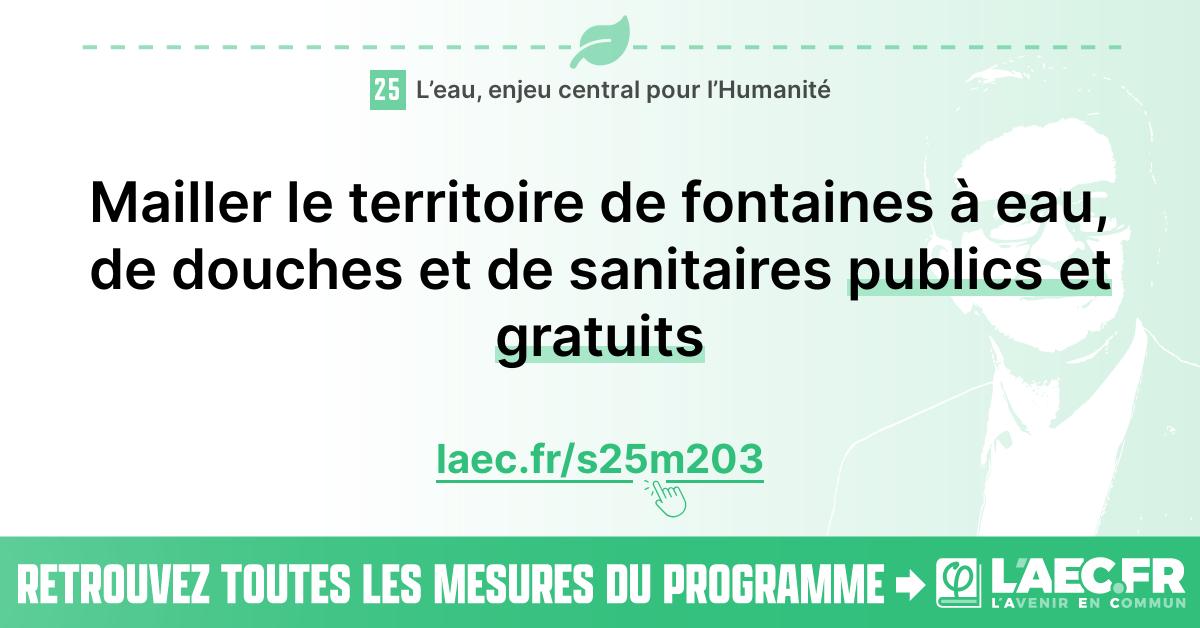 25 L’eau, enjeu central pour l’Humanité
Mailler le territoire de fontaines à eau,
de douches et de sanitaires publics et
gratuits
laec.fr/s25m203
RETROUVEZ TOUTES LES MESURES DU PROGRAMME
φ L'AEC.FR
L'AVENIR EN COMMUN